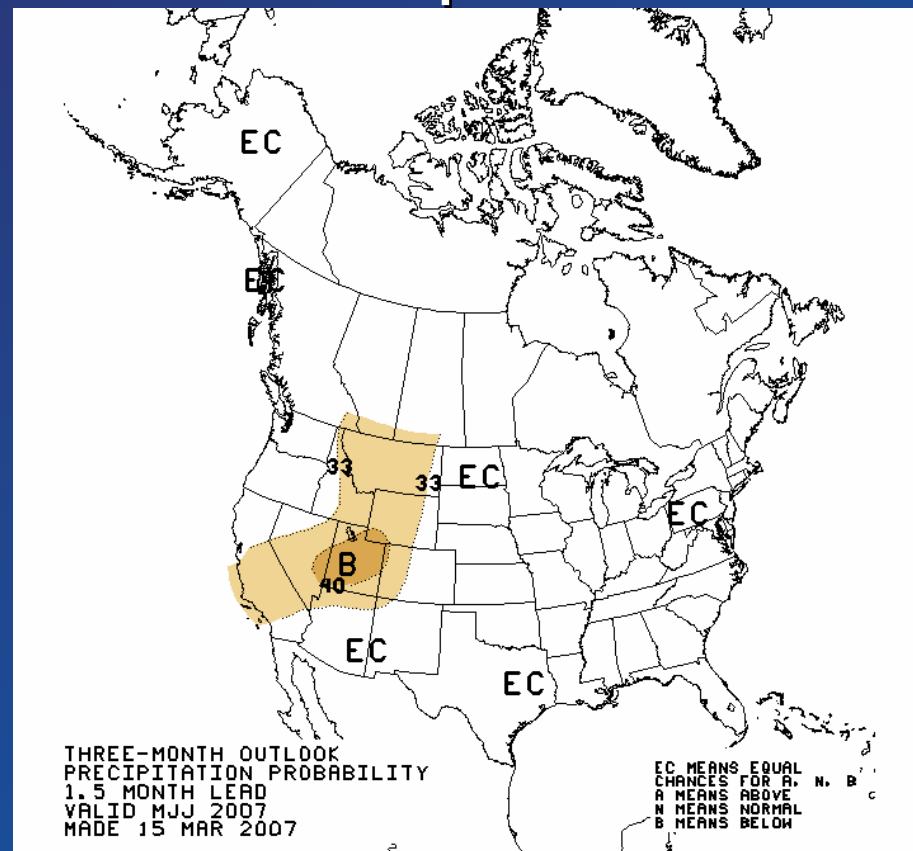 EC
EC
33
33
EC
EC
B
40
EC
EC
THREE-MONTH OUTLOOK
PRECIPITATION PROBABILITY
1.5 MONTH LEAD
VALID MJJ 2007
MADE 15 MAR 2007
EC MEANS EQUAL
CHANCES FOR A, N, B
A MEANS ABOVE
N MEANS NORMAL
B MEANS BELOW